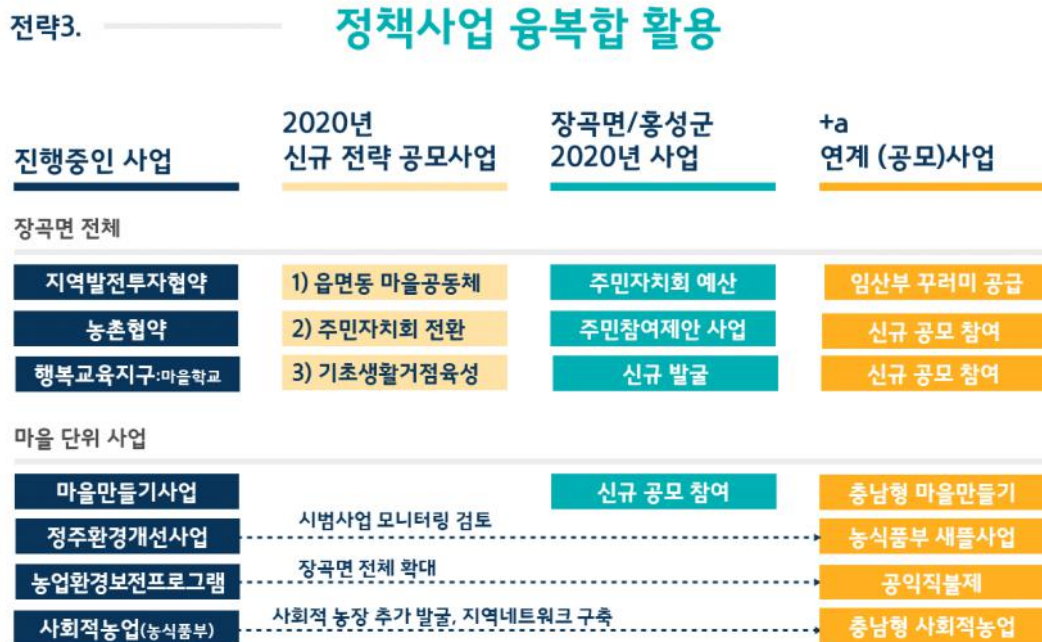 전략3.
정책사업 융복합 활용
진행중인 사업
2020년
신규 전략 공모사업
장곡면/홍성군
2020년 사업
+a
연계 (공모)사업
장곡면 전체
지역발전투자협약
1) 읍면동 마을공동체
주민자치회 예산
임산부 꾸러미 공급
농촌협약
2) 주민자치회 전환
주민참여제안 사업
신규 공모 참여
행복교육지구:마을학교
3) 기초생활거점육성
신규 발굴
신규 공모 참여
마을 단위 사업
마을만들기사업
신규 공모 참여
충남형 마을만들기
정주환경개선사업
시범사업 모니터링 검토
농식품부 새뜰사업
농업환경보전프로그램
장곡면 전체 확대
공익직불제
사회적농업(농식품부)
사회적 농장 추가 발굴, 지역네트워크 구축
충남형 사회적농업